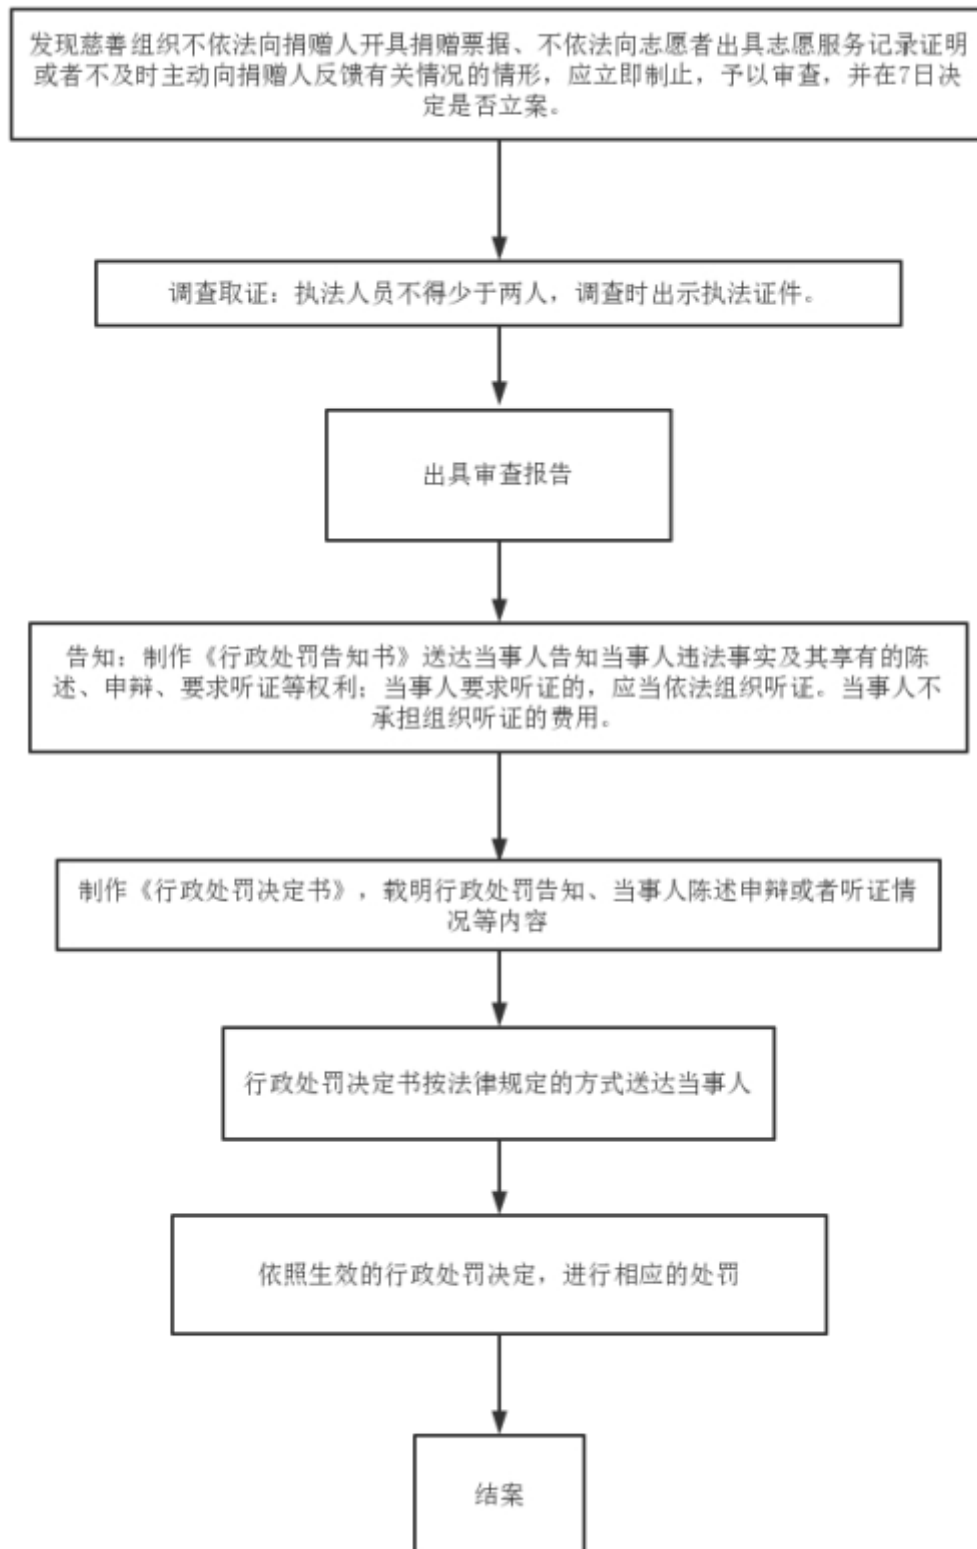 发现慈善组织不依法向捐赠人开具捐赠票据、不依法向志愿者出具志愿服务记录证明
或者不及时主动向捐赠人反馈有关情况的情形，应立即制止，予以审查，并在7日决
定是否立案。
调查取证：执法人员不得少于两人，调查时出示执法证件。
出具审查报告
告知：制作《行政处罚告知书》送达当事人告知当事人违法事实及其享有的陈
述、申辩、要求听证等权利；当事人要求听证的，应当依法组织听证。当事人不
承担组织听证的费用。
制作《行政处罚决定书》，载明行政处罚告知、当事人陈述申辩或者听证情
况等内容
行政处罚决定书按法律规定的方式送达当事人
依照生效的行政处罚决定，进行相应的处罚
结案